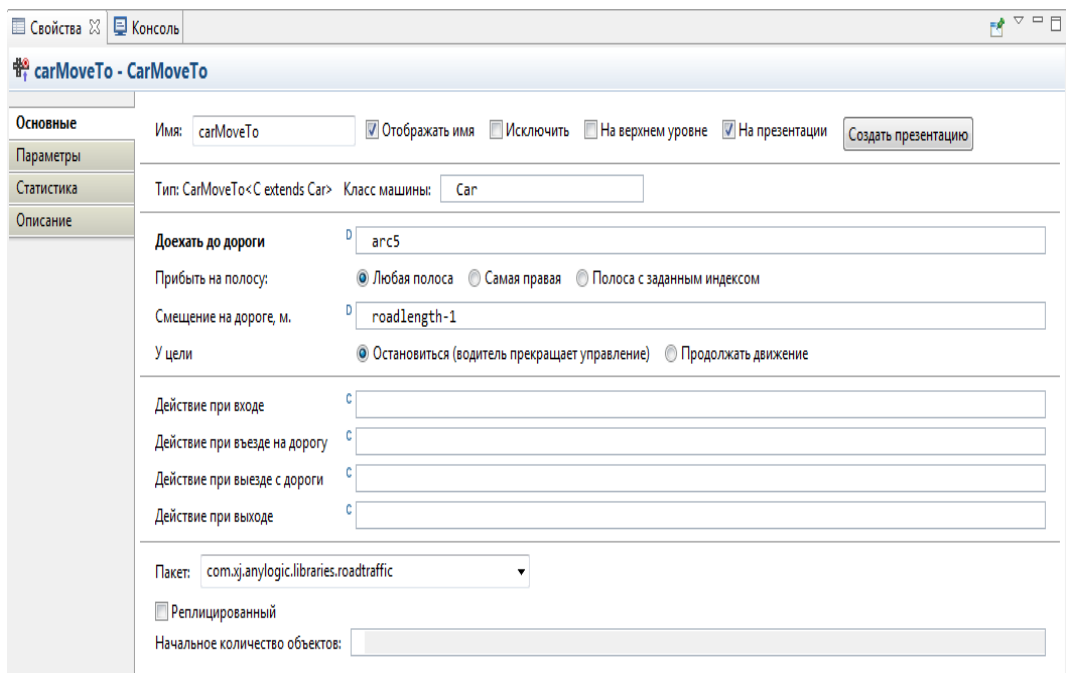 Свойства Консоль
carMoveTo - CarMoveTo
Основные
Параметры
Статистика
Описание
Имя: carMoveTo Отображать имя Исключить На верхнем уровне На презентации Создать презентацию
Тип: CarMoveTo<C extends Car> Класс машины: Car
Доехать до дороги D arc5
Прибыть на полосу: Любая полоса Самая правая Полоса с заданным индексом
Смещение на дороге, м. D roadlength-1
У цели Остановиться (водитель прекращает управление) Продолжать движение
Действие при входе C
Действие при въезде на дорогу C
Действие при выезде с дороги C
Действие при выходе C
Пакет: com.xj.anylogic.libraries.roadtraffic
Реплицированный
Начальное количество объектов: